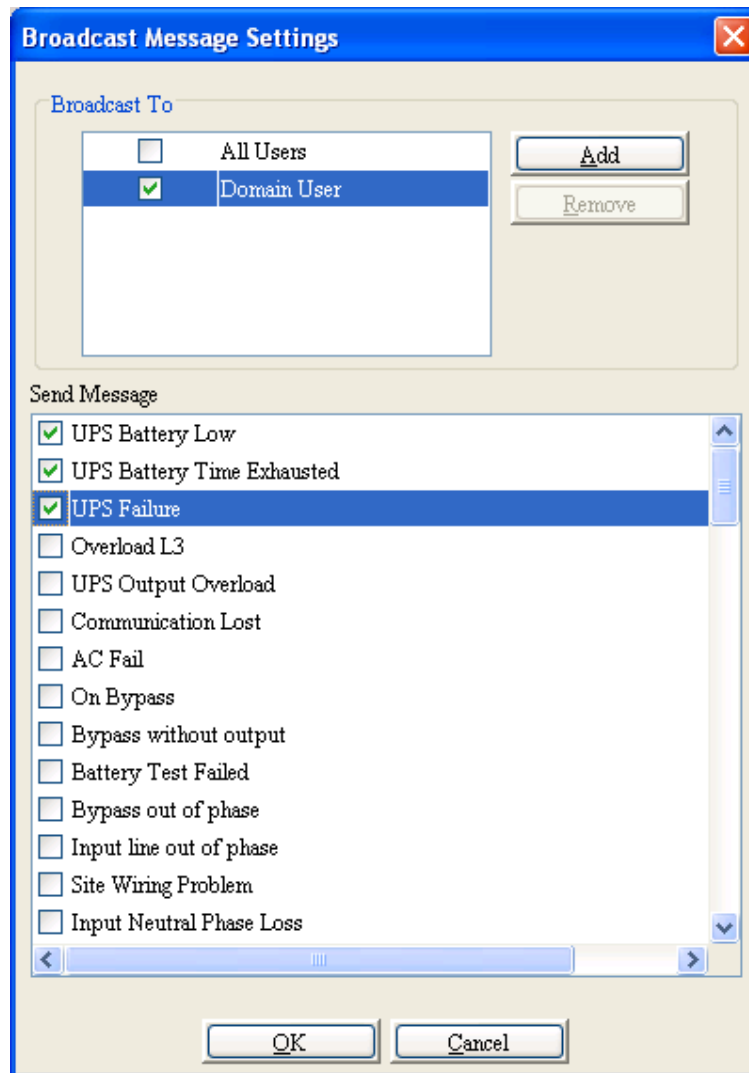 Broadcast Message Settings
Broadcast To
All Users
Add
Domain User
Remove
Send Message
UPS Battery Low
UPS Battery Time Exhausted
UPS Failure
Overload L3
UPS Output Overload
Communication Lost
AC Fail
On Bypass
Bypass without output
Battery Test Failed
Bypass out of phase
Input line out of phase
Site Wiring Problem
Input Neutral Phase Loss
OK
Cancel